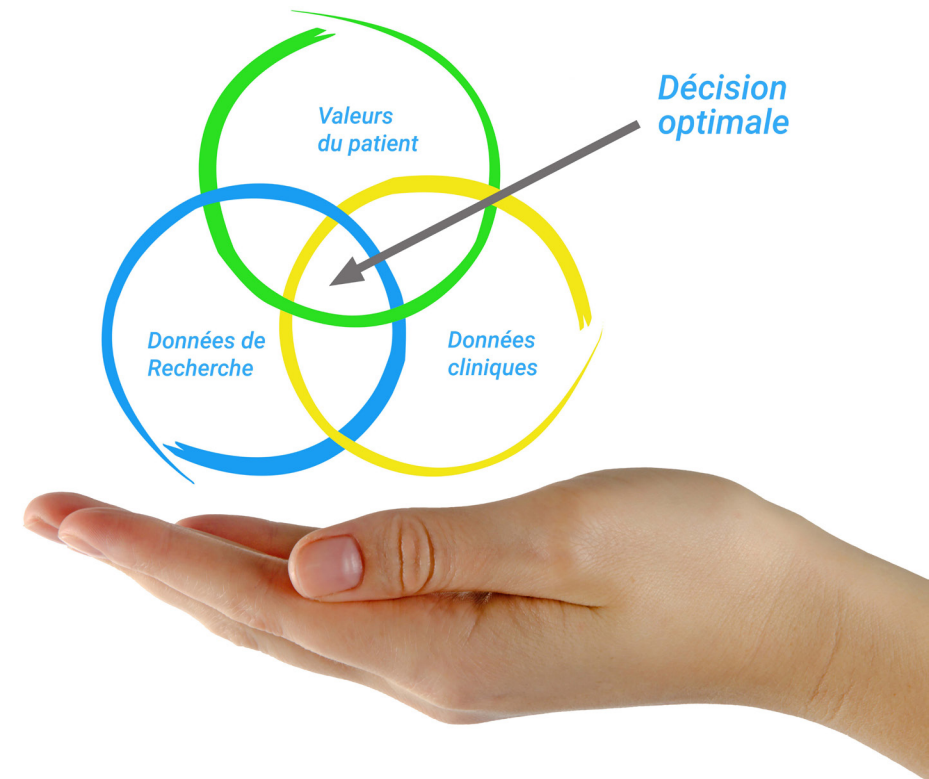 Valeurs
du patient
Décision
optimale
Données de
Recherche
Données
cliniques